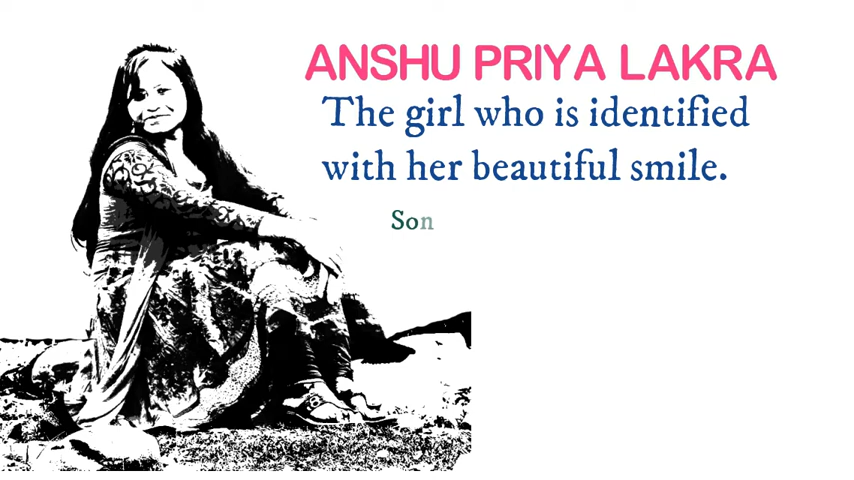 ANSHU PRIYA LAKRA
The girl who is identified
with her beautiful smile.
Son